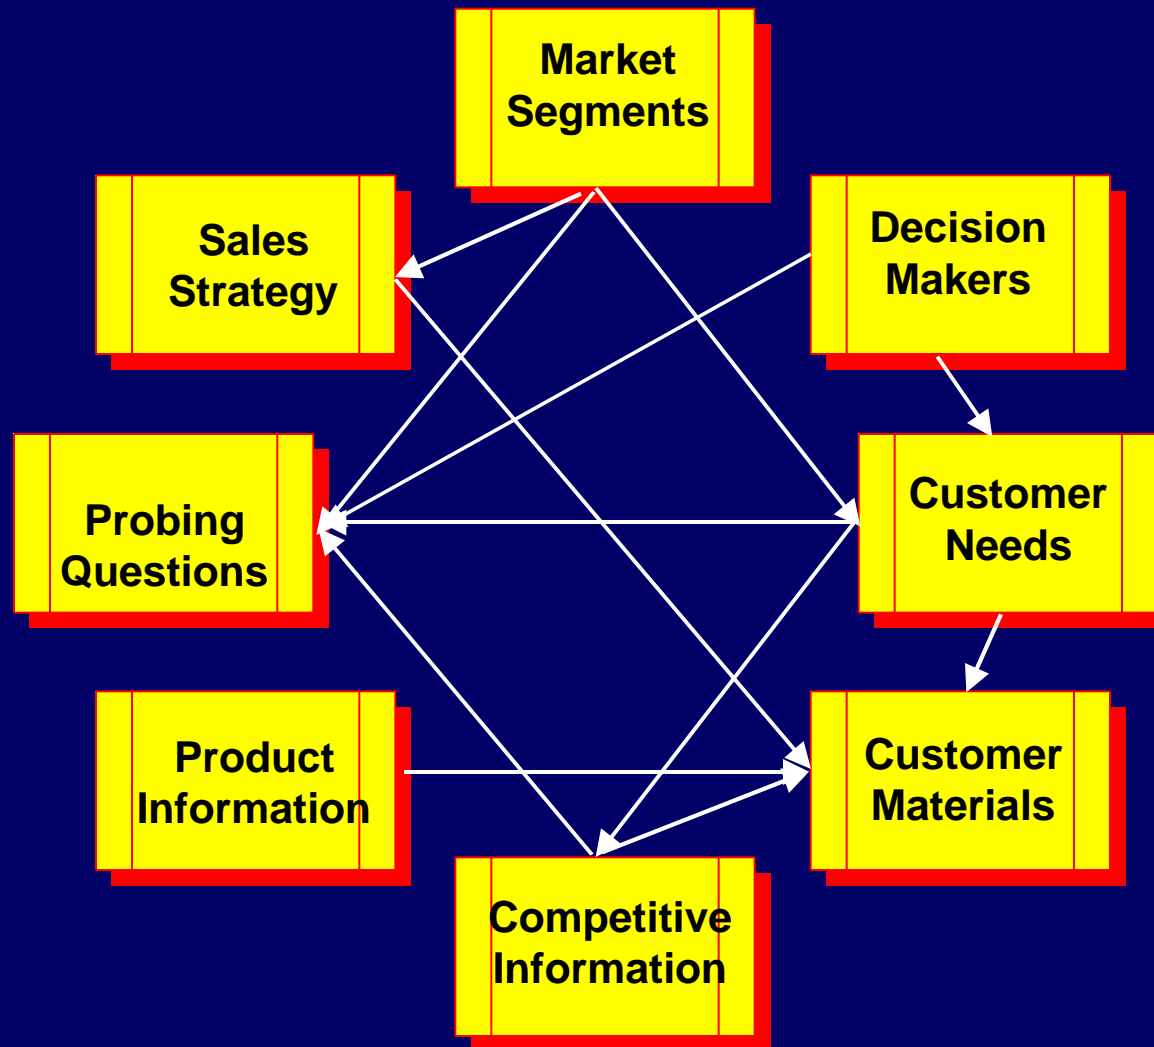 Market
Segments
Sales
Strategy
Decision
Makers
Probing
Questions
Customer
Needs
Product
Information
Customer
Materials
Competitive
Information